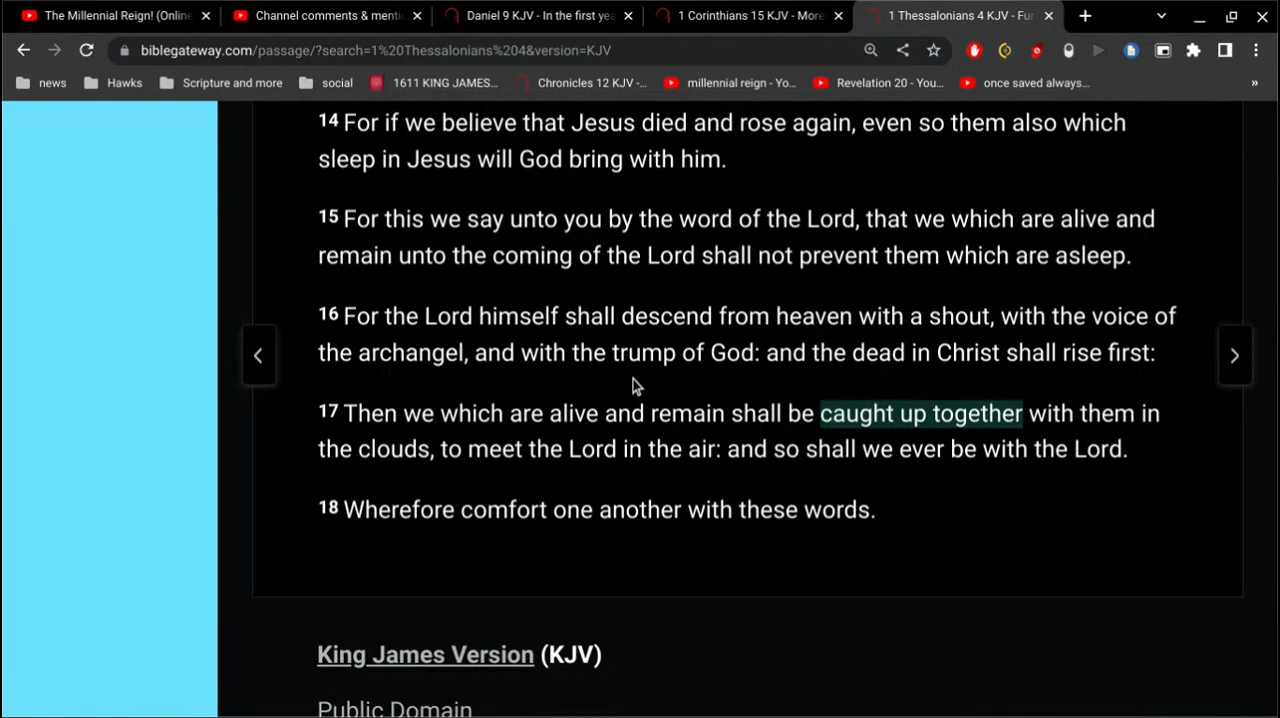 The Millennial Reign! (Online
Channel comments & menti
Daniel 9 KJV - In the first yea
1 Corinthians 15 KJV - More
1 Thessalonians 4 KJV - Fur
biblegateway.com/passage/?search=1%20Thessalonians%204&version=KJV
news
Hawks
Scripture and more
social
1611 KING JAMES...
Chronicles 12 KJV -...
millennial reign - Yo...
Revelation 20 - You...
once saved always...
»
14 For if we believe that Jesus died and rose again, even so them also which
sleep in Jesus will God bring with him.
15 For this we say unto you by the word of the Lord, that we which are alive and
remain unto the coming of the Lord shall not prevent them which are asleep.
16 For the Lord himself shall descend from heaven with a shout, with the voice of
the archangel, and with the trump of God: and the dead in Christ shall rise first:
17 Then we which are alive and remain shall be caught up together with them in
the clouds, to meet the Lord in the air: and so shall we ever be with the Lord.
18 Wherefore comfort one another with these words.
King James Version (KJV)
Public Domain